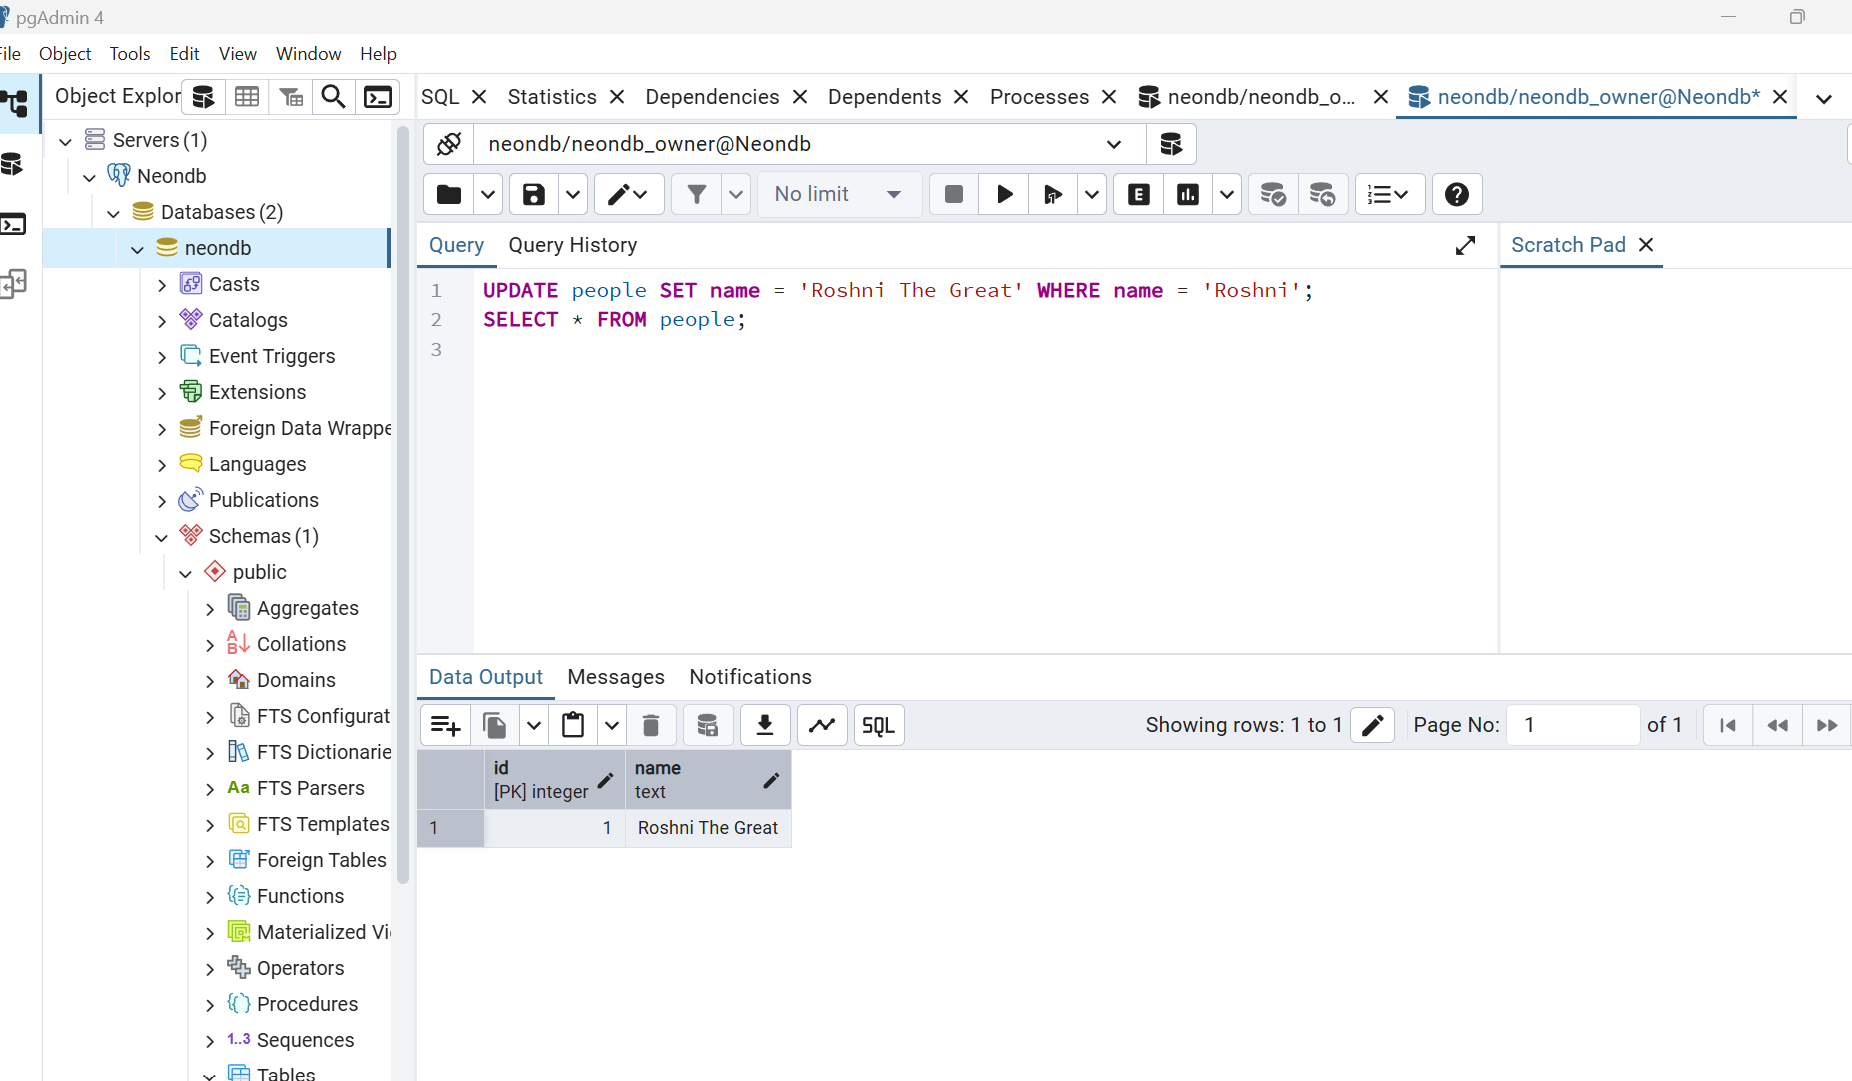 pgAdmin 4
File Object Tools Edit View Window Help
Object Explor
SQL Statistics Dependencies Dependents Processes neondb/neondb_o... neondb/neondb_owner@Neondb*
Servers (1)
Neondb
Databases (2)
neondb
Casts
Catalogs
Event Triggers
Extensions
Foreign Data Wrappe
Languages
Publications
Schemas (1)
public
Aggregates
Collations
Domains
FTS Configurat
FTS Dictionarie
Aa FTS Parsers
FTS Templates
Foreign Tables
Functions
Materialized Vi
Operators
Procedures
1..3 Sequences
Tables
neondb/neondb_owner@Neondb
No limit
E
Query Query History
Scratch Pad
1 UPDATE people SET name = 'Roshni The Great' WHERE name = 'Roshni';
2 SELECT * FROM people;
3
Data Output Messages Notifications
SQL
Showing rows: 1 to 1
Page No: 1 of 1
id
[PK] integer
name
text
1 1 Roshni The Great